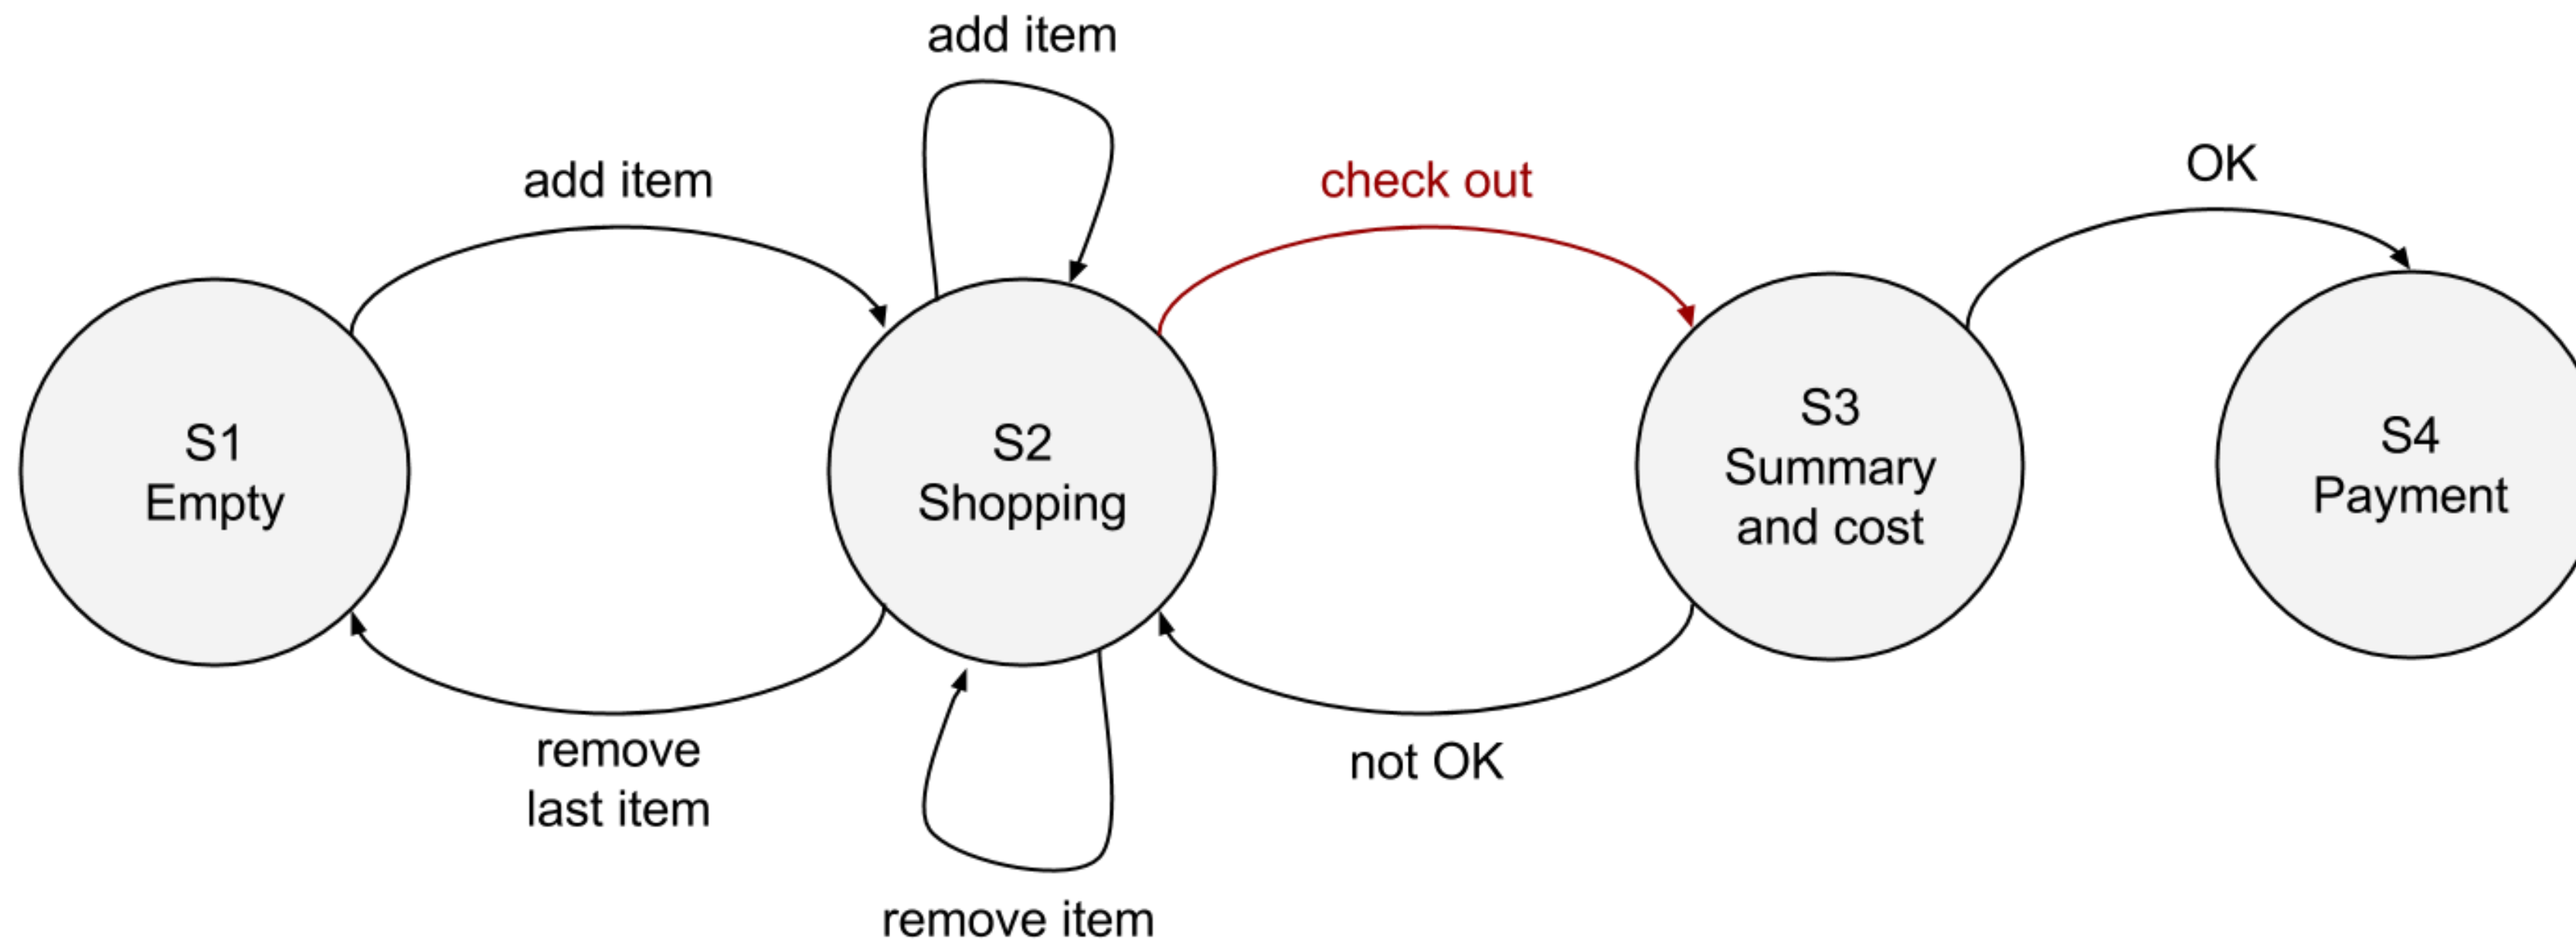 add item
add item
check out
OK
S1
Empty
S2
Shopping
S3
Summary
and cost
S4
Payment
remove
last item
not OK
remove item